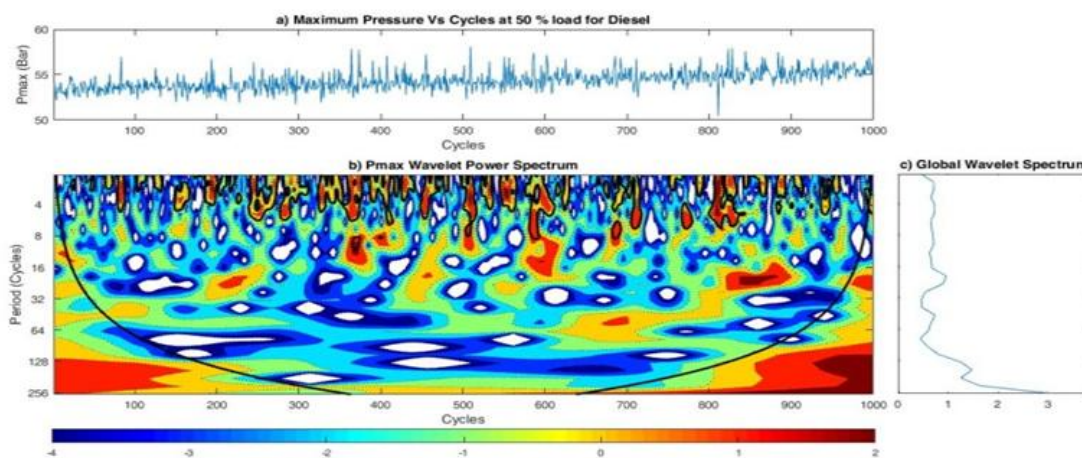 a) Maximum Pressure Vs Cycles at 50 % load for Diesel
60
55
50
Pmax (Bar)
100 200 300 400 500 600 700 800 900 1000
Cycles
b) Pmax Wavelet Power Spectrum
4
8
16
32
64
128
256
Period (Cycles)
100 200 300 400 500 600 700 800 900 1000
Cycles
-4 -3 -2 -1 0 1 2
c) Global Wavelet Spectrum
0 1 2 3